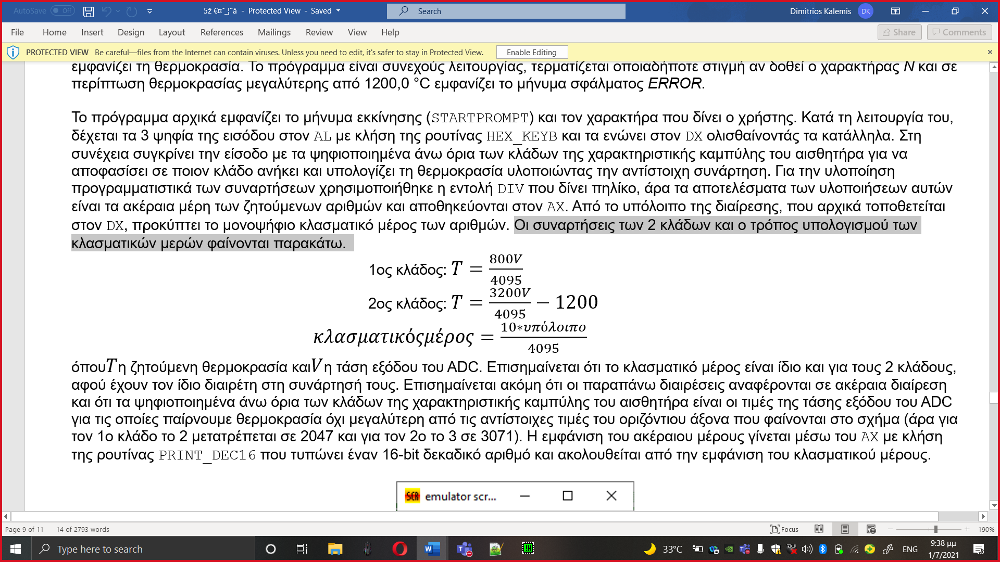 AutoSave Off 5ž €¤˜_¦¨á - Protected View - Saved Search Dimitrios Kalemis DK
File Home Insert Design Layout References Mailings Review View Help Share Comments
PROTECTED VIEW Be careful—files from the Internet can contain viruses. Unless you need to edit, it's safer to stay in Protected View. Enable Editing
εμφανίζει τη θερμοκρασία. Το πρόγραμμα είναι συνεχούς λειτουργίας, τερματίζεται οποιαδήποτε στιγμή αν δοθεί ο χαρακτήρας N και σε
περίπτωση θερμοκρασίας μεγαλύτερης από 1200,0 °C εμφανίζει το μήνυμα σφάλματος ERROR.
Το πρόγραμμα αρχικά εμφανίζει το μήνυμα εκκίνησης (STARTPROMPT) και τον χαρακτήρα που δίνει ο χρήστης. Κατά τη λειτουργία του,
δέχεται τα 3 ψηφία της εισόδου στον AL με κλήση της ρουτίνας HEX_KEYB και τα ενώνει στον DX ολισθαίνοντάς τα κατάλληλα. Στη
συνέχεια συγκρίνει την είσοδο με τα ψηφιοποιημένα άνω όρια των κλάδων της χαρακτηριστικής καμπύλης του αισθητήρα για να
αποφασίσει σε ποιον κλάδο ανήκει και υπολογίζει τη θερμοκρασία υλοποιώντας την αντίστοιχη συνάρτηση. Για την υλοποίηση
προγραμματιστικά των συναρτήσεων χρησιμοποιήθηκε η εντολή DIV που δίνει πηλίκο, άρα τα αποτελέσματα των υλοποιήσεων αυτών
είναι τα ακέραια μέρη των ζητούμενων αριθμών και αποθηκεύονται στον AX. Από το υπόλοιπο της διαίρεσης, που αρχικά τοποθετείται
στον DX, προκύπτει το μονοψήφιο κλασματικό μέρος των αριθμών. Οι συναρτήσεις των 2 κλάδων και ο τρόπος υπολογισμού των
κλασματικών μερών φαίνονται παρακάτω.
1ος κλάδος: T = 800V / 4095
2ος κλάδος: T = 3200V / 4095 − 1200
κλασματικόςμέρος = 10∗υπόλοιπο / 4095
όπουT η ζητούμενη θερμοκρασία καιV η τάση εξόδου του ADC. Επισημαίνεται ότι το κλασματικό μέρος είναι ίδιο και για τους 2 κλάδους,
αφού έχουν τον ίδιο διαιρέτη στη συνάρτησή τους. Επισημαίνεται ακόμη ότι οι παραπάνω διαιρέσεις αναφέρονται σε ακέραια διαίρεση
και ότι τα ψηφιοποιημένα άνω όρια των κλάδων της χαρακτηριστικής καμπύλης του αισθητήρα είναι οι τιμές της τάσης εξόδου του ADC
για τις οποίες παίρνουμε θερμοκρασία όχι μεγαλύτερη από τις αντίστοιχες τιμές του οριζόντιου άξονα που φαίνονται στο σχήμα (άρα για
τον 1ο κλάδο το 2 μετατρέπεται σε 2047 και για τον 2ο το 3 σε 3071). Η εμφάνιση του ακέραιου μέρους γίνεται μέσω του AX με κλήση
της ρουτίνας PRINT_DEC16 που τυπώνει έναν 16-bit δεκαδικό αριθμό και ακολουθείται από την εμφάνιση του κλασματικού μέρους.
SCR emulator scr...
Page 9 of 11 14 of 2793 words Focus 190%
Type here to search 33°C ENG 9:38 μμ
1/7/2021